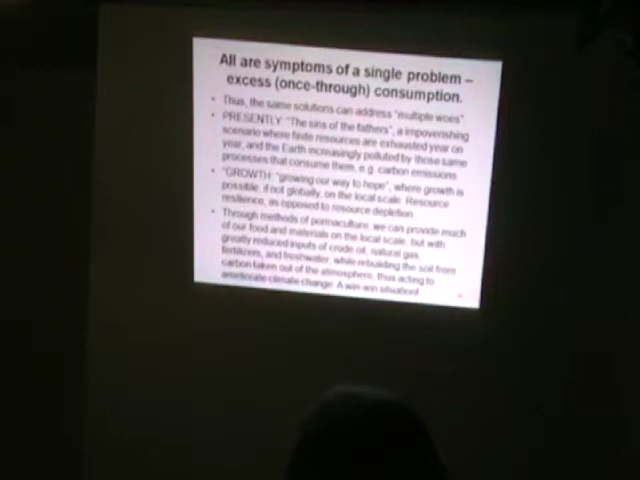 All are symptoms of a single problem –
excess (once-through) consumption.
• Thus, the same solutions can address "multiple woes"
• PRESENTLY: "The sins of the fathers", a impoverishing
scenario where finite resources are exhausted year on
year, and the Earth increasingly polluted by those same
processes that consume them, e.g. carbon emissions.
• "GROWTH: "growing our way to hope", where growth is
possible, if not globally, on the local scale. Resource
resilience, as opposed to resource depletion.
• Through methods of permaculture, we can provide much
of our food and materials on the local scale, but with
greatly reduced inputs of crude oil, natural gas,
fertilizers, and freshwater, while rebuilding the soil from
carbon taken out of the atmosphere, thus acting to
ameliorate climate change. A win-win situation!